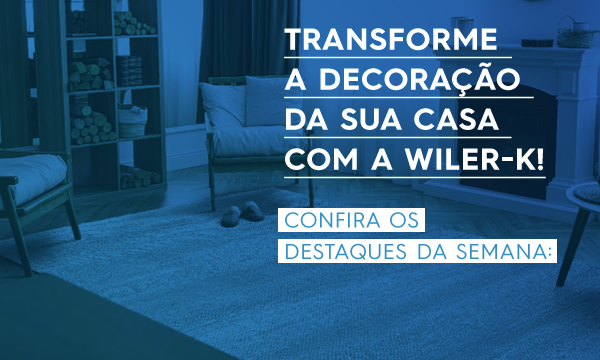 TRANSFORME
A DECORAÇÃO
DA SUA CASA
COM A WILER-K!
CONFIRA OS
DESTAQUES DA SEMANA: